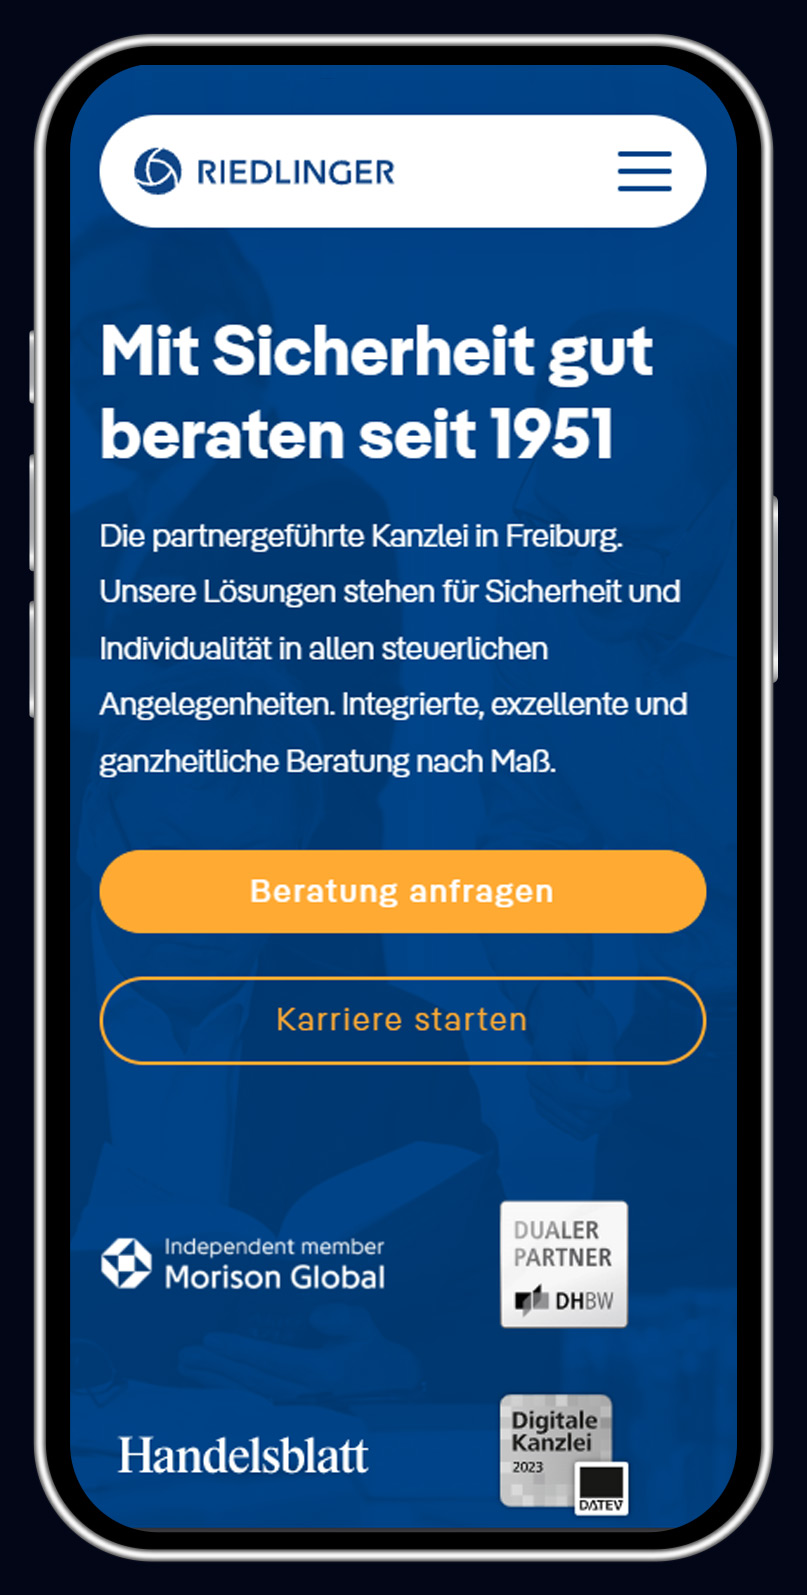 RIEDLINGER
Mit Sicherheit gut
beraten seit 1951
Die partnergeführte Kanzlei in Freiburg.
Unsere Lösungen stehen für Sicherheit und
Individualität in allen steuerlichen
Angelegenheiten. Integrierte, exzellente und
ganzheitliche Beratung nach Maß.
Beratung anfragen
Karriere starten
Independent member
Morison Global
DUALER
PARTNER
DHBW
Handelsblatt
Digitale
Kanzlei
2023
DATEV